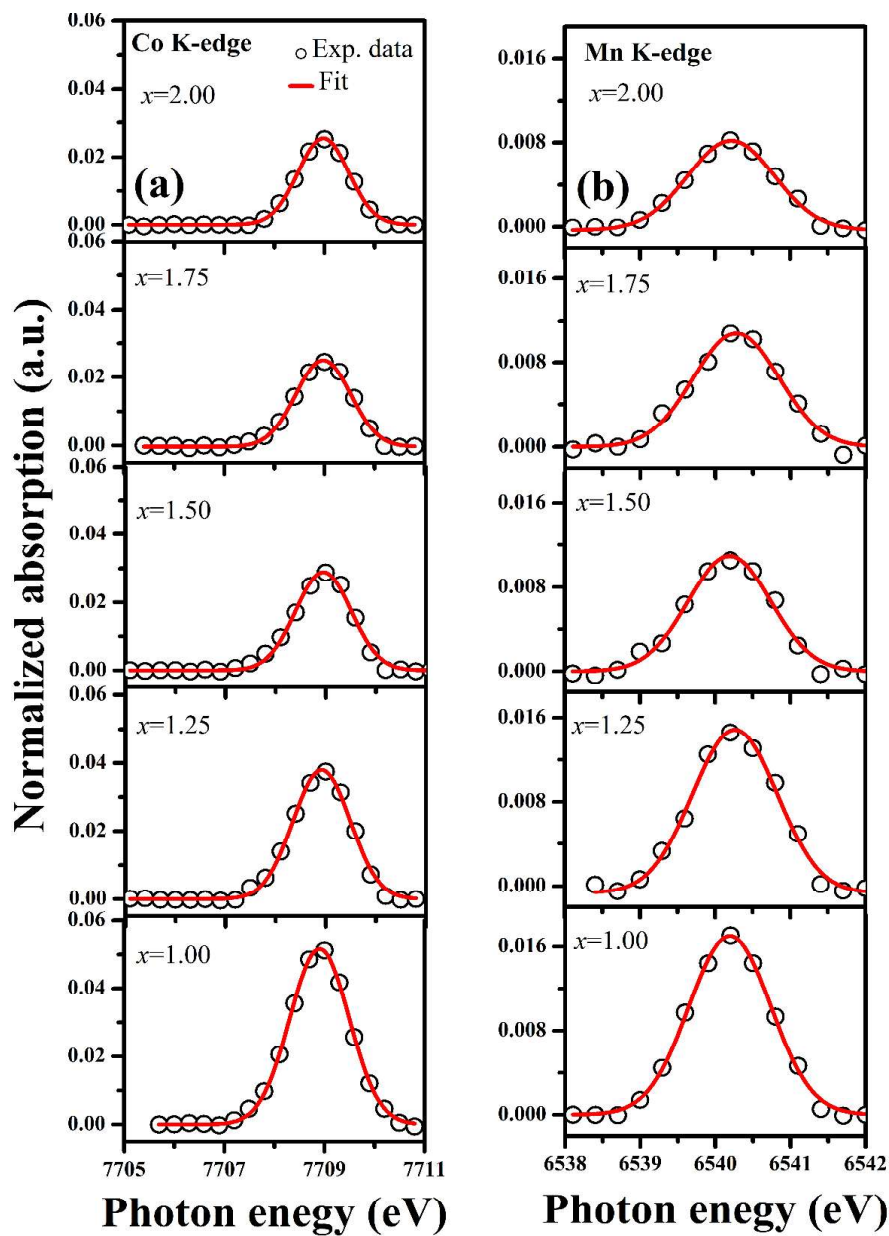 Normalized absorption (a.u.)
0.06
0.04
0.02
0.00
Co K-edge
Exp. data
Fit
x=2.00
(a)
0.06
0.04
0.02
0.00
x=1.75
0.06
0.04
0.02
0.00
x=1.50
0.06
0.04
0.02
0.00
x=1.25
0.06
0.04
0.02
0.00
x=1.00
7705
7707
7709
7711
Photon enegy (eV)
0.016
0.008
0.000
Mn K-edge
x=2.00
(b)
0.016
0.008
0.000
x=1.75
0.016
0.008
0.000
x=1.50
0.016
0.008
0.000
x=1.25
0.016
0.008
0.000
x=1.00
6538
6539
6540
6541
6542
Photon enegy (eV)